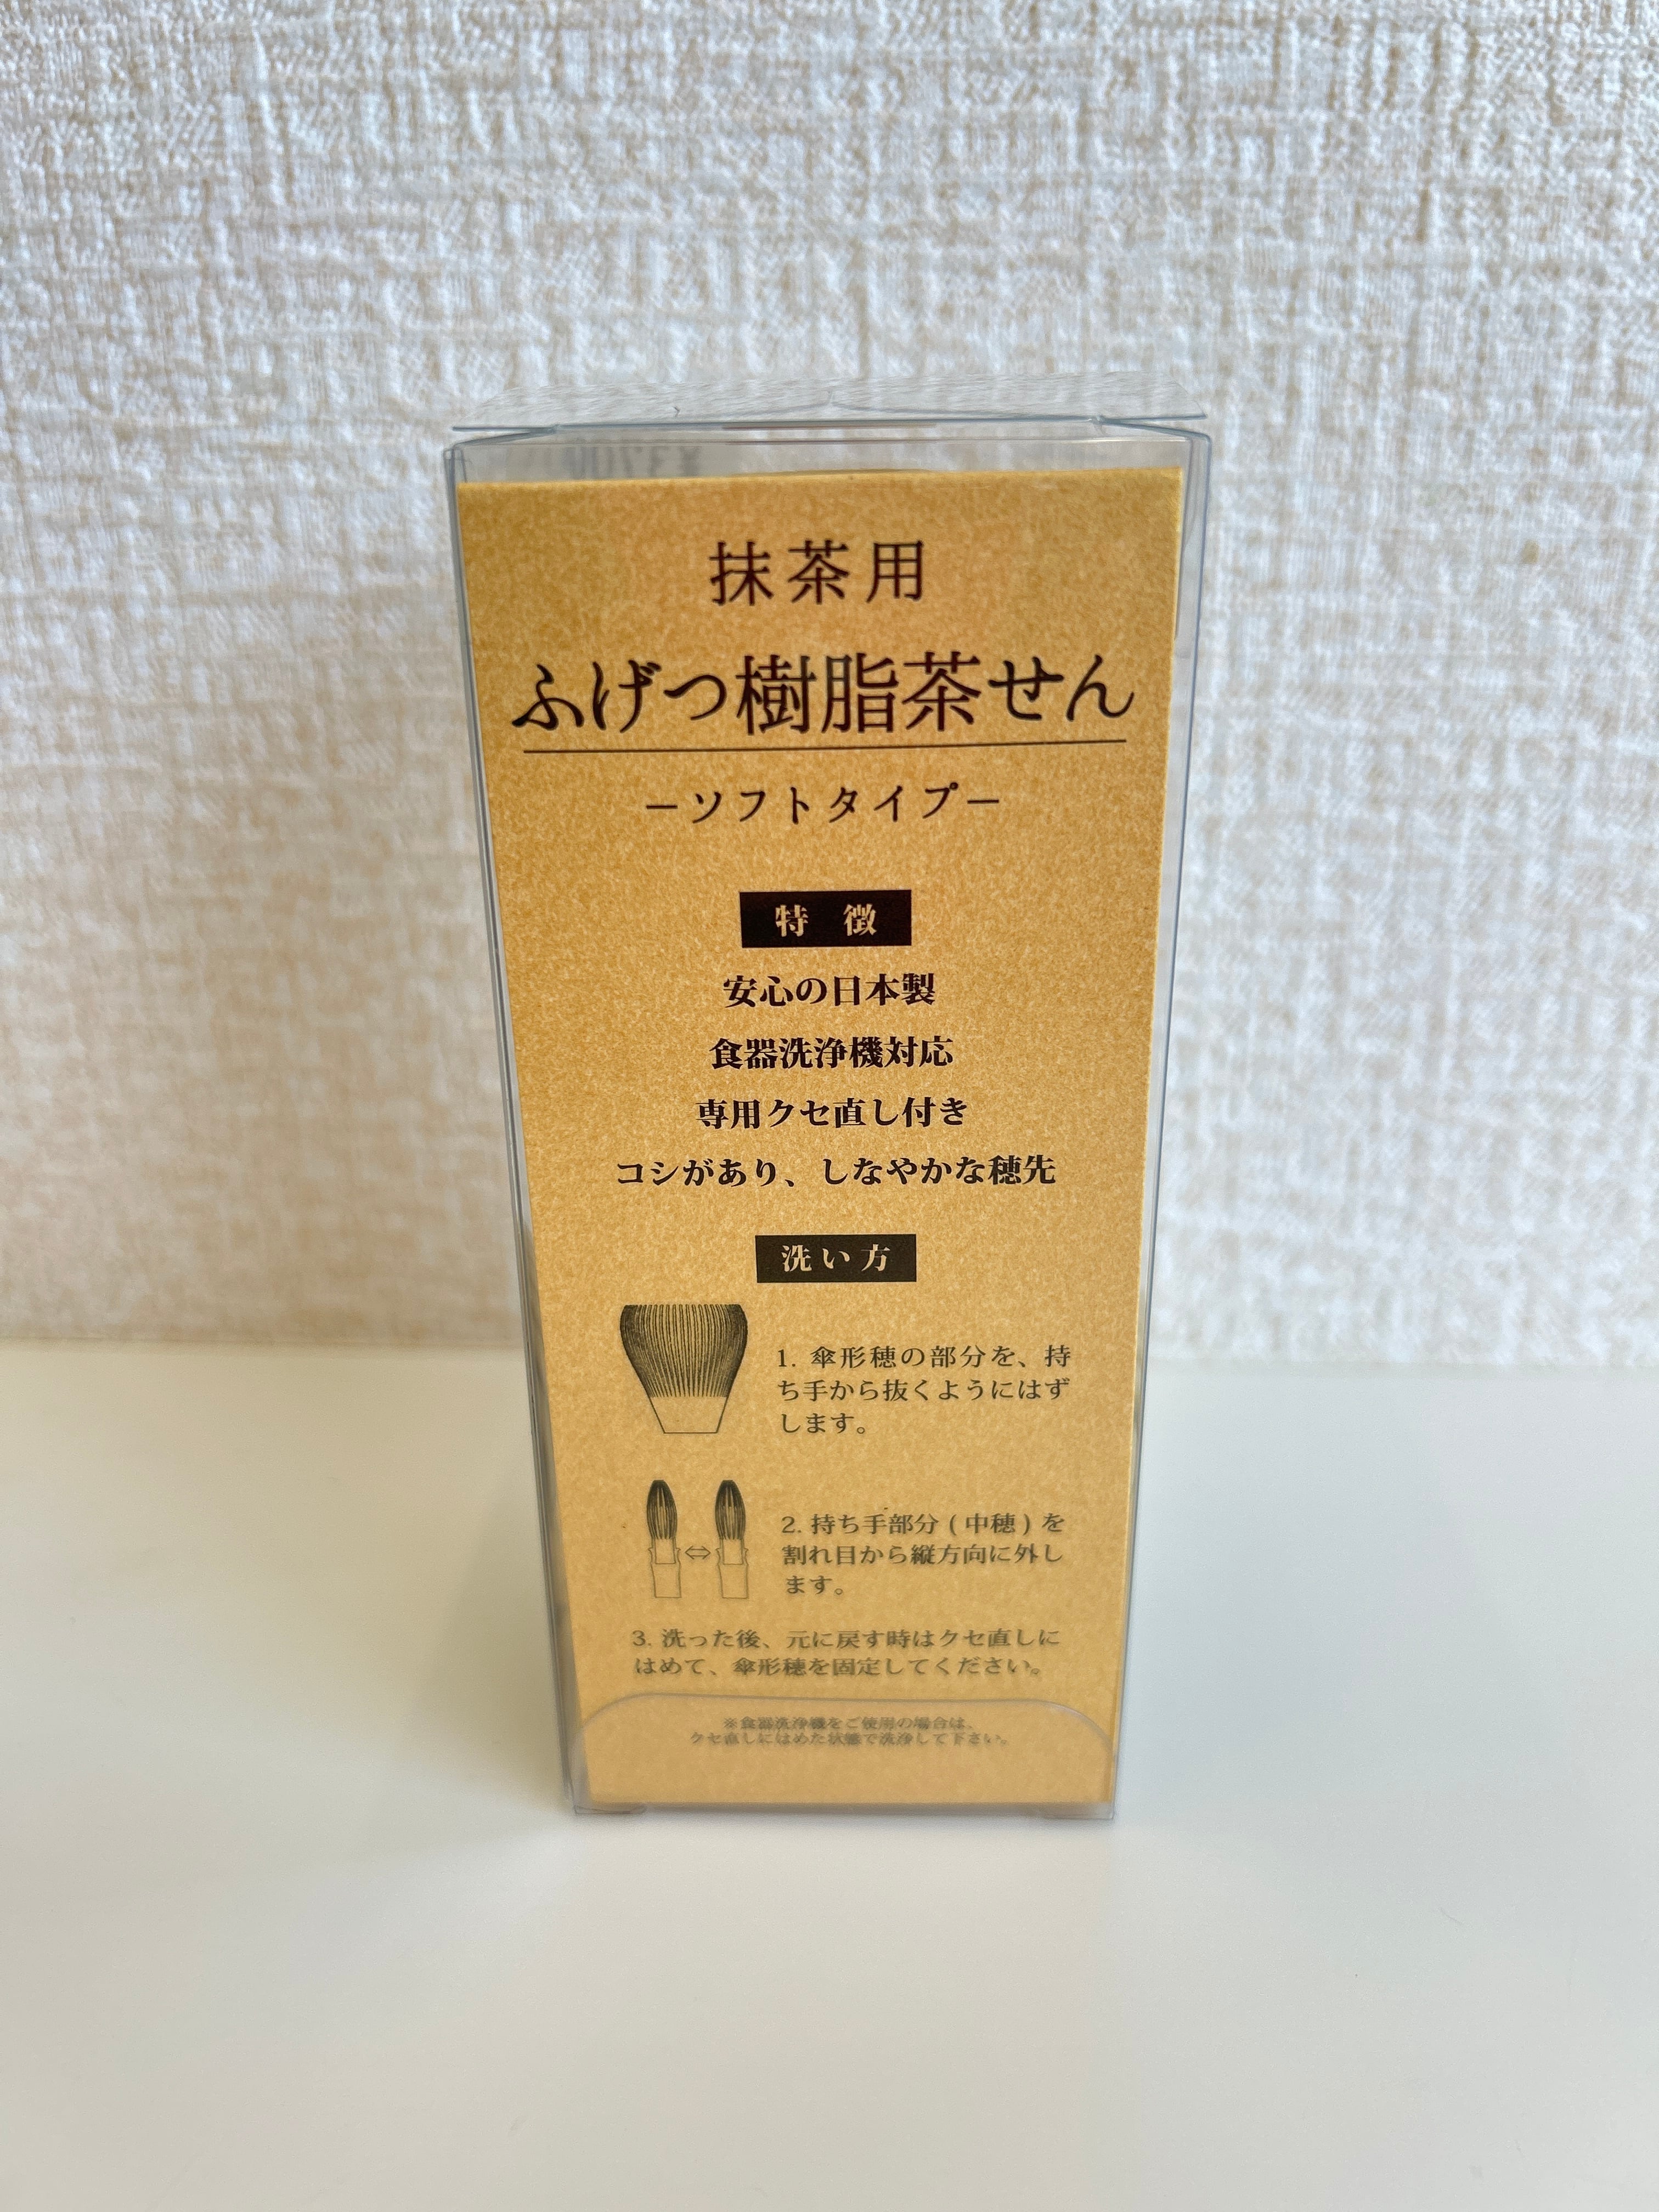 抹茶用
ふげつ樹脂茶せん
－ソフトタイプ－
特 徴
安心の日本製
食器洗浄機対応
専用クセ直し付き
コシがあり、しなやかな穂先
洗い方
1. 傘形穂の部分を、持
ち手から抜くようにはず
します。
2. 持ち手部分(中穂)を
割れ目から縦方向に外し
ます。
3. 洗った後、元に戻す時はクセ直しに
はめて、傘形穂を固定してください。
※食器洗浄機をご使用の場合は、
クセ直しにはめた状態で洗浄して下さい。